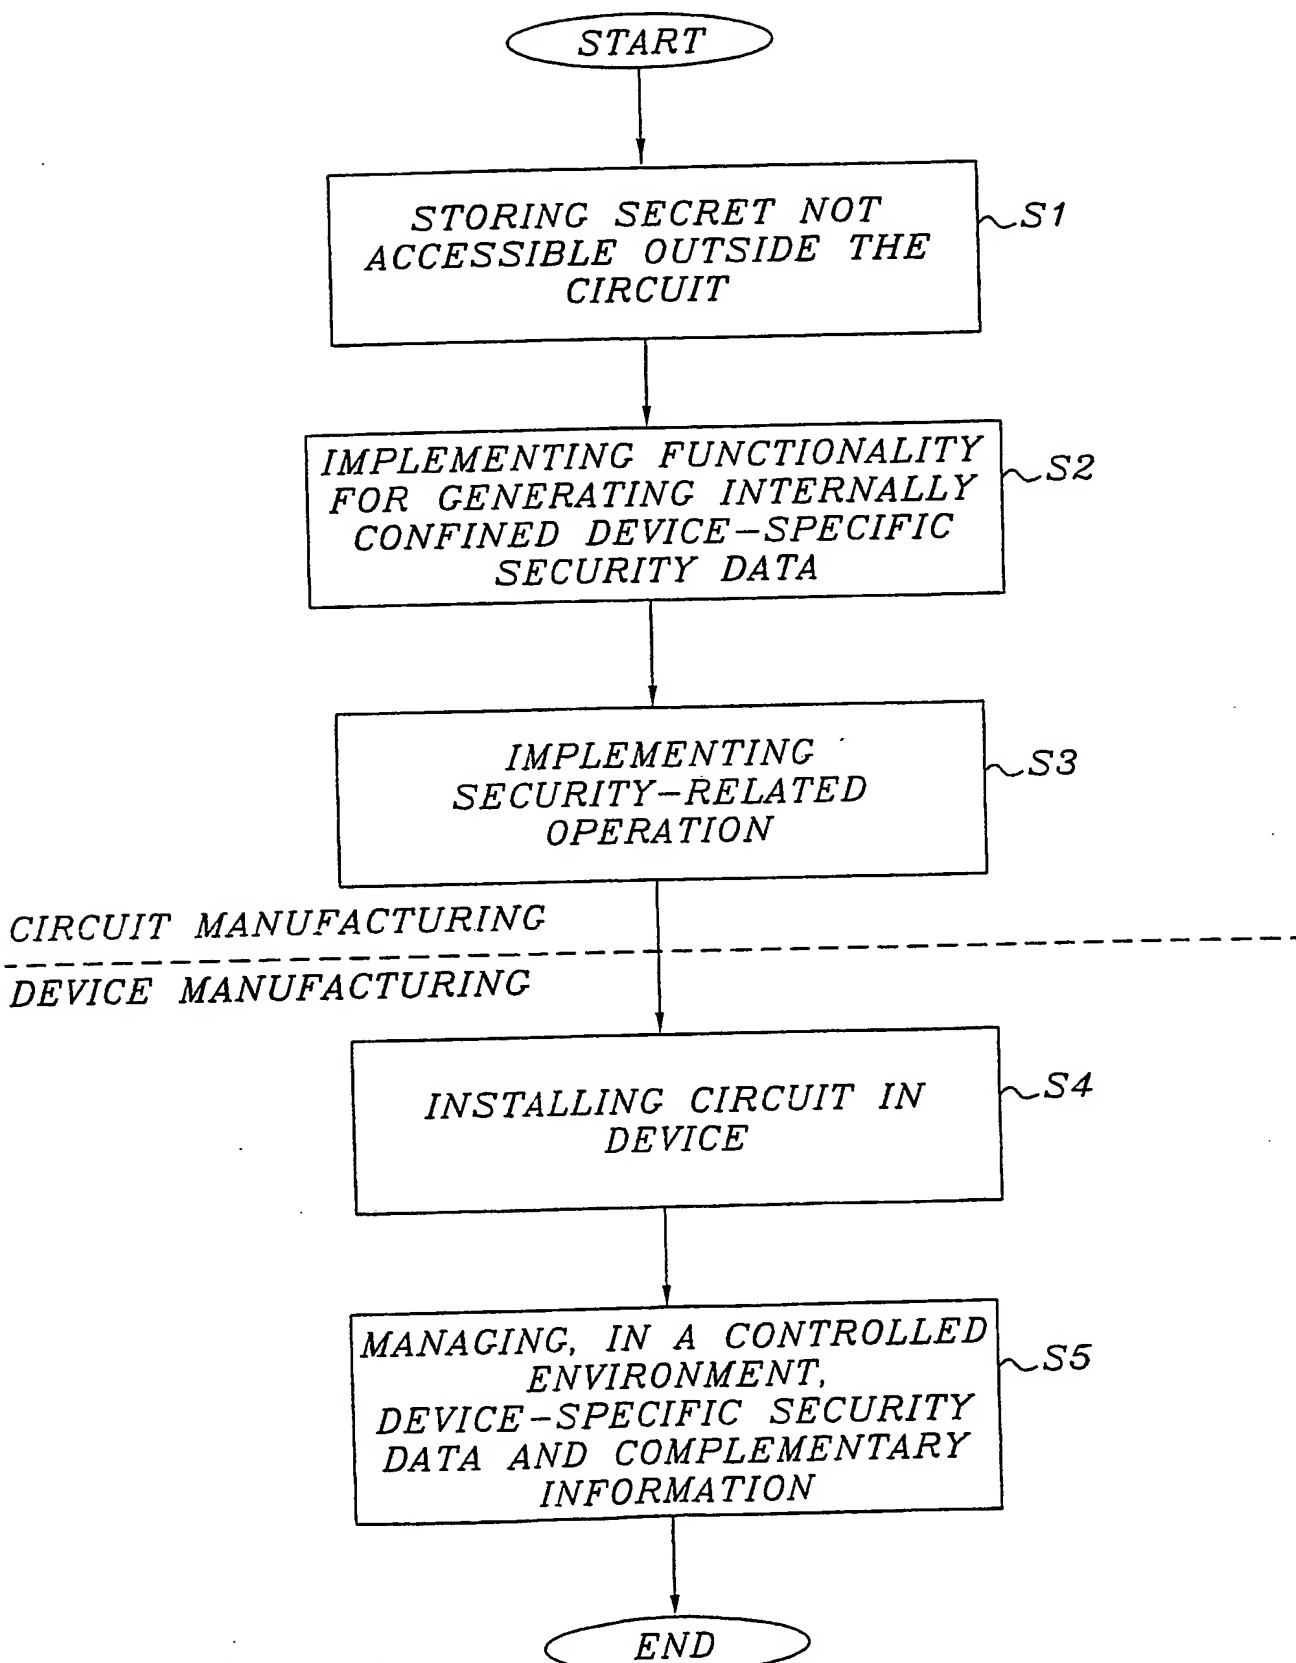 START
STORING SECRET NOT
ACCESSIBLE OUTSIDE THE
CIRCUIT
S1
IMPLEMENTING FUNCTIONALITY
FOR GENERATING INTERNALLY
CONFINED DEVICE-SPECIFIC
SECURITY DATA
S2
IMPLEMENTING
SECURITY-RELATED
OPERATION
S3
CIRCUIT MANUFACTURING
DEVICE MANUFACTURING
INSTALLING CIRCUIT IN
DEVICE
S4
MANAGING, IN A CONTROLLED
ENVIRONMENT,
DEVICE-SPECIFIC SECURITY
DATA AND COMPLEMENTARY
INFORMATION
S5
END